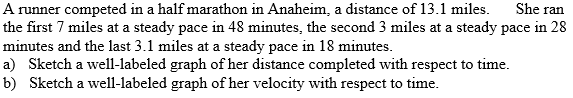 A runner competed in a half marathon in Anaheim, a distance of 13.1 miles. She ran
the first 7 miles at a steady pace in 48 minutes, the second 3 miles at a steady pace in 28
minutes and the last 3.1 miles at a steady pace in 18 minutes.
a) Sketch a well-labeled graph of her distance completed with respect to time.
b) Sketch a well-labeled graph of her velocity with respect to time.